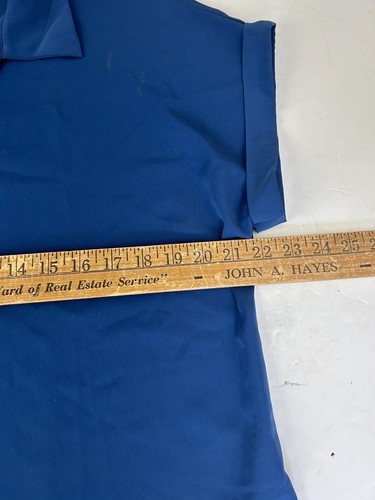 14 15 16 17 18 19 20 21 22 23 24 25
ard of Real Estate Service" – JOHN A. HAYES –